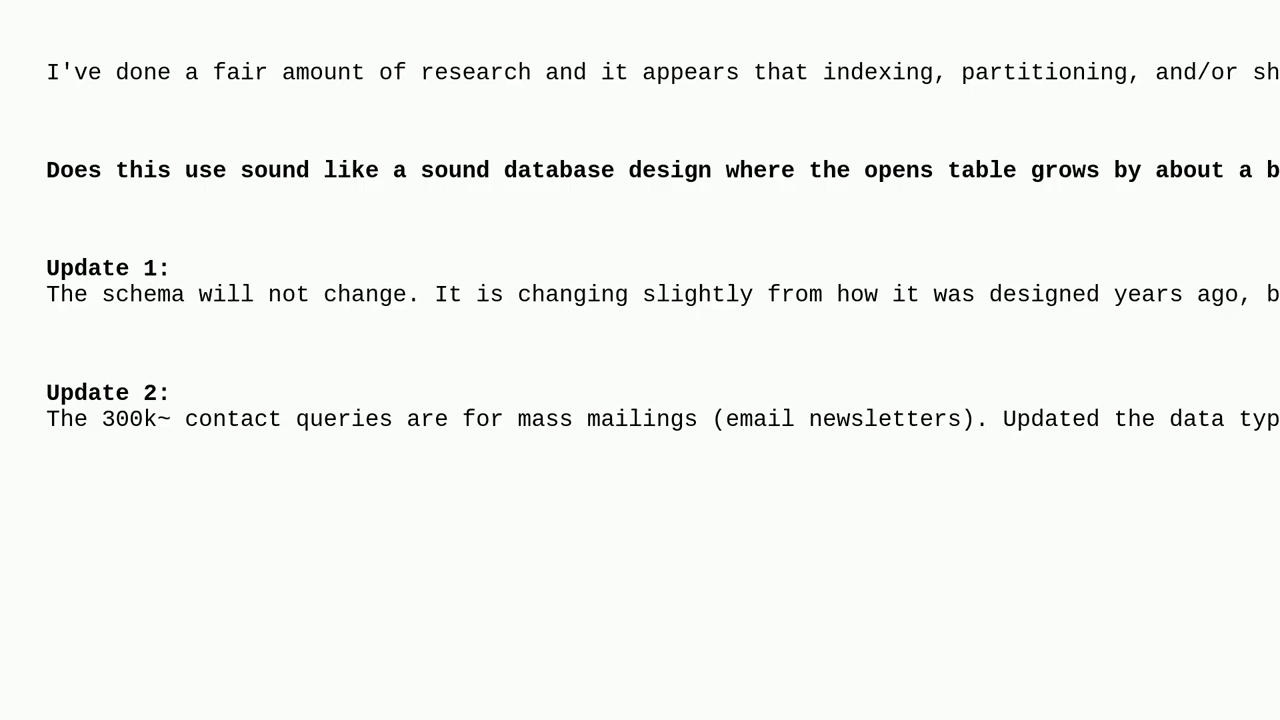 I've done a fair amount of research and it appears that indexing, partitioning, and/or
Does this use sound like a sound database design where the opens table grows by about a
Update 1:
The schema will not change. It is changing slightly from how it was designed years ago,
Update 2:
The 300k~ contact queries are for mass mailings (email newsletters). Updated the data